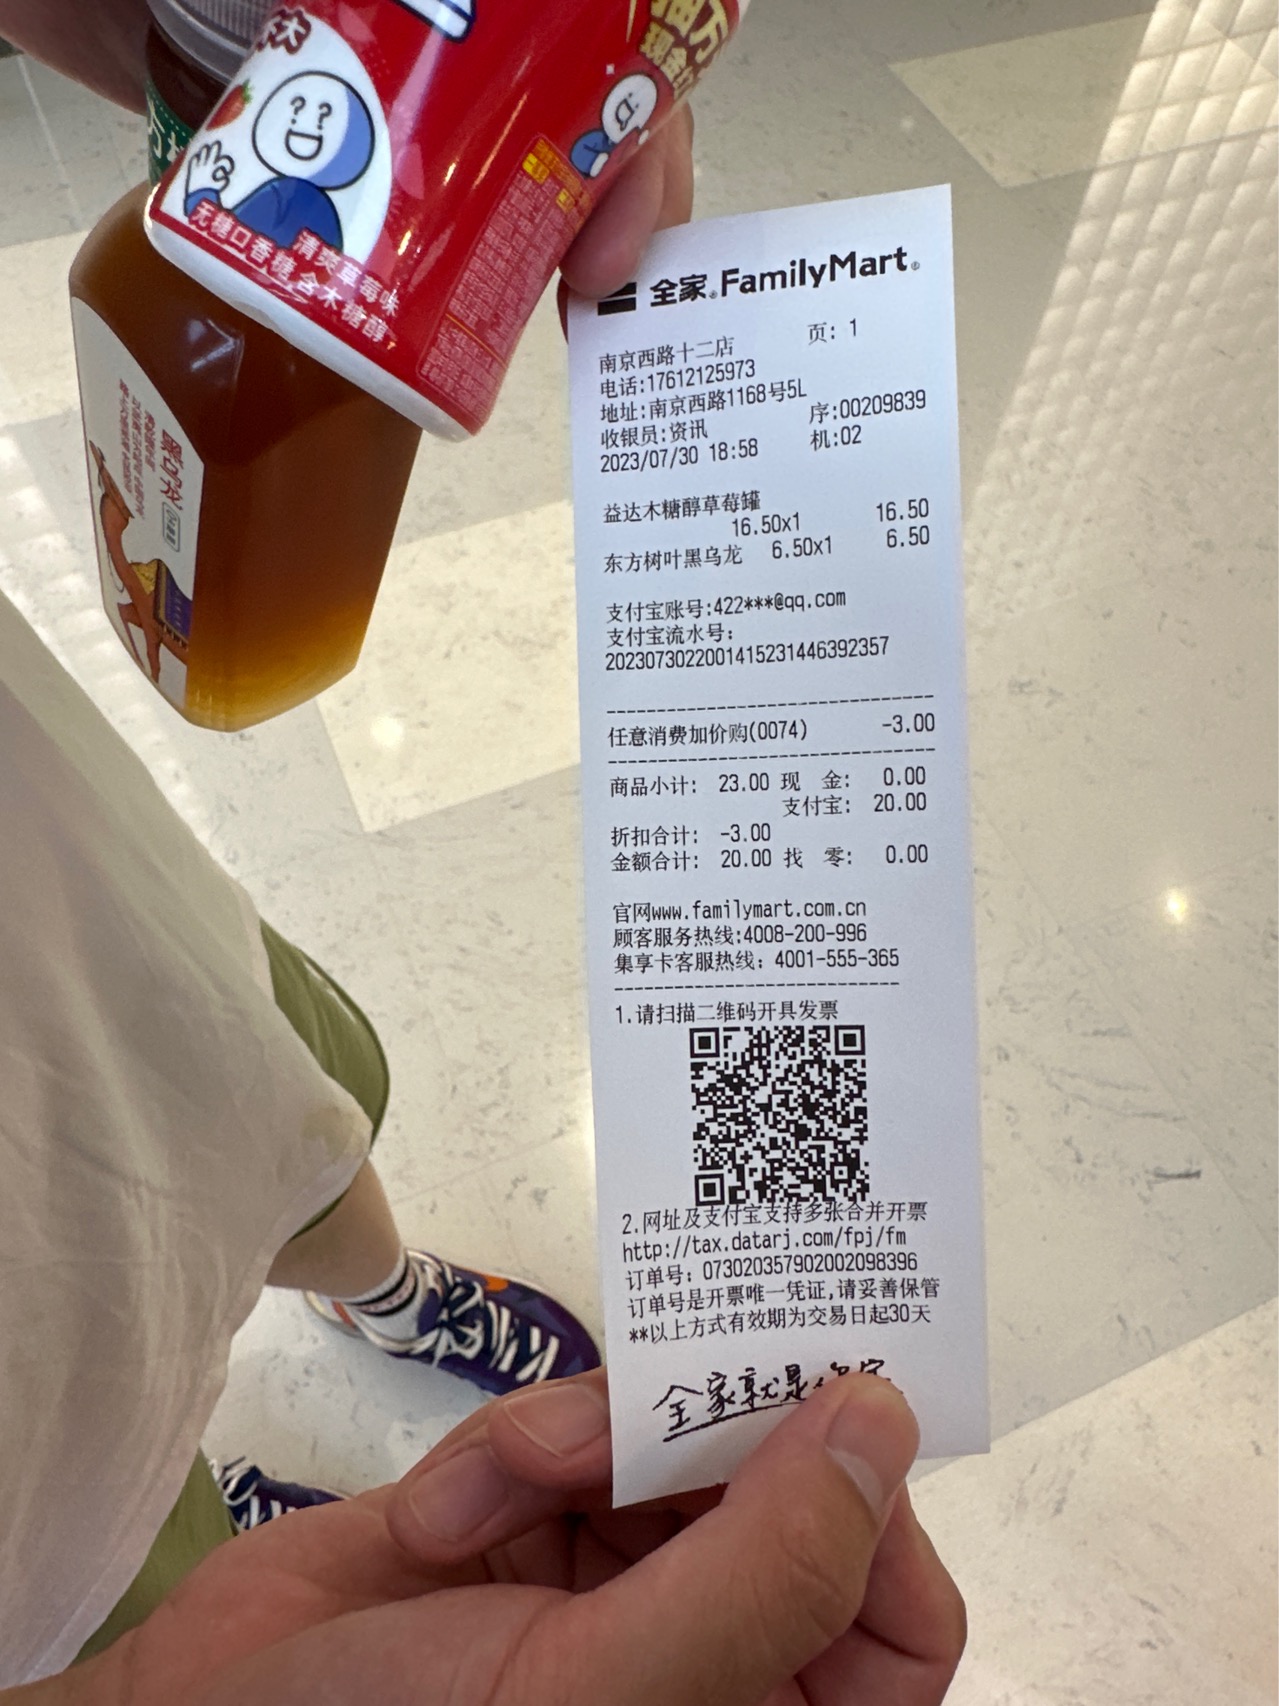 无糖口香糖 含木糖醇
清爽草莓味
抽万
现金红
全家 FamilyMart
页: 1
南京西路十二店
电话:17612125973
地址:南京西路1168号5L
序:00209839
收银员:资讯
机:02
2023/07/30 18:58
益达木糖醇草莓罐
16.50x1 16.50
东方树叶黑乌龙 6.50x1 6.50
支付宝账号:422***@qq.com
支付宝流水号:
2023073022001415231446392357
任意消费加价购(0074) -3.00
商品小计: 23.00 现 金: 0.00
支付宝: 20.00
折扣合计: -3.00
金额合计: 20.00 找 零: 0.00
官网www.familymart.com.cn
顾客服务热线:4008-200-996
集享卡客服热线: 4001-555-365
1.请扫描二维码开具发票
2.网址及支付宝支持多张合并开票
http://tax.datarj.com/fpj/fm
订单号: 073020357902002098396
订单号是开票唯一凭证,请妥善保管
**以上方式有效期为交易日起30天
全家就是
黑乌龙